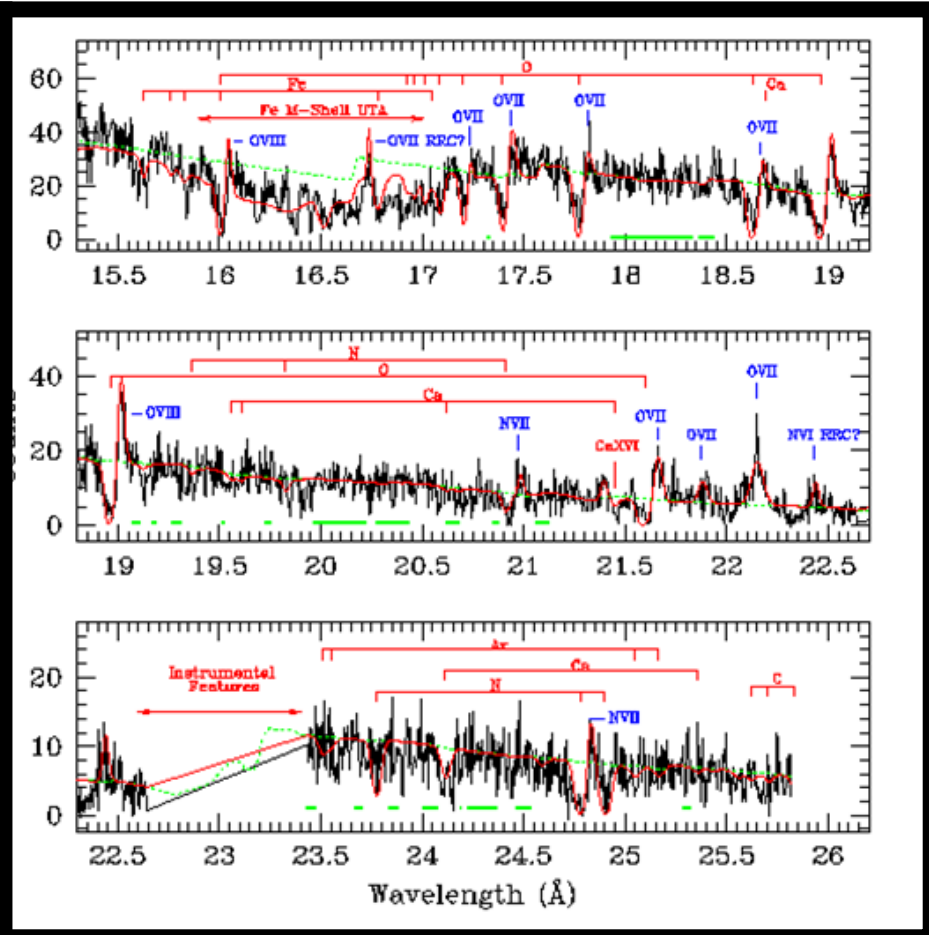 O
Fe
Ca
Fe M-Shell UTA
OVII
OVII
OVII
OVII
OVIII
OVII RRC?
60
40
20
0
15.5 16 16.5 17 17.5 18 18.5 19
N
O
Ca
OVIII
NVII
CaXVI
OVII
OVII
OVII
NVI RRC?
40
20
0
19 19.5 20 20.5 21 21.5 22 22.5
Instrumental
Features
Ar
Ca
N
C
NVII
20
10
0
22.5 23 23.5 24 24.5 25 25.5 26
Wavelength (Å)